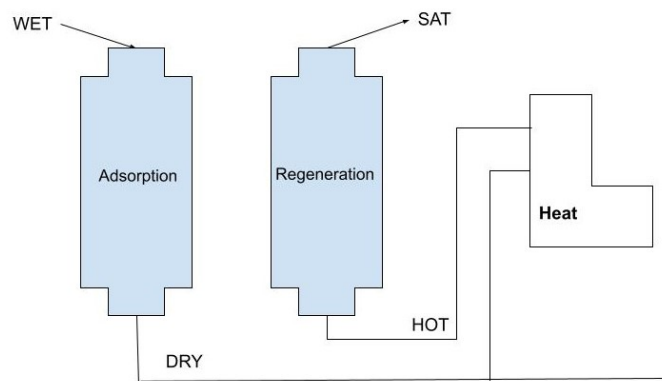 WET
SAT
Adsorption
Regeneration
Heat
HOT
DRY